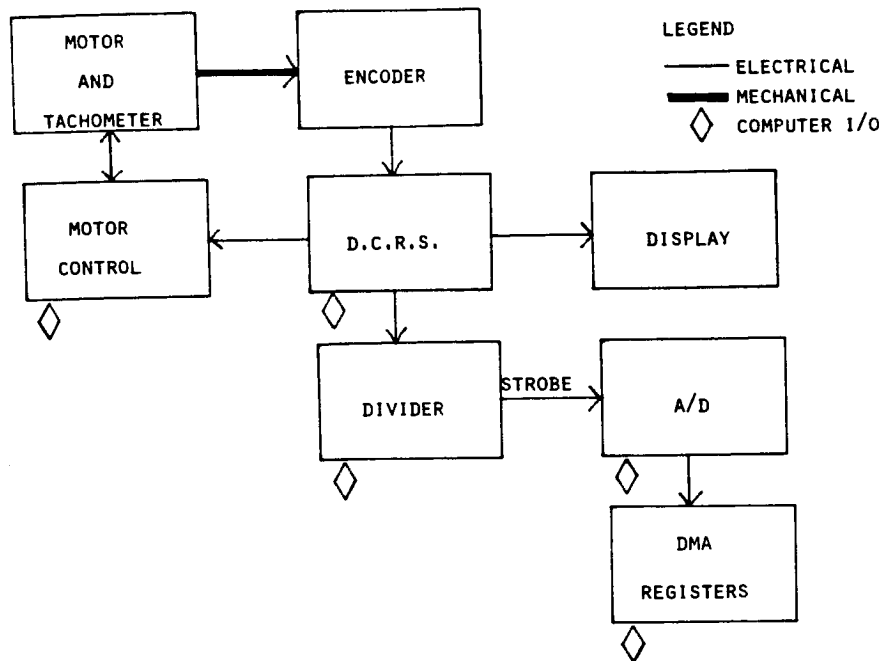 MOTOR
AND
TACHOMETER
ENCODER
LEGEND
ELECTRICAL
MECHANICAL
COMPUTER I/O
MOTOR
CONTROL
D.C.R.S.
DISPLAY
DIVIDER
STROBE
A/D
DMA
REGISTERS